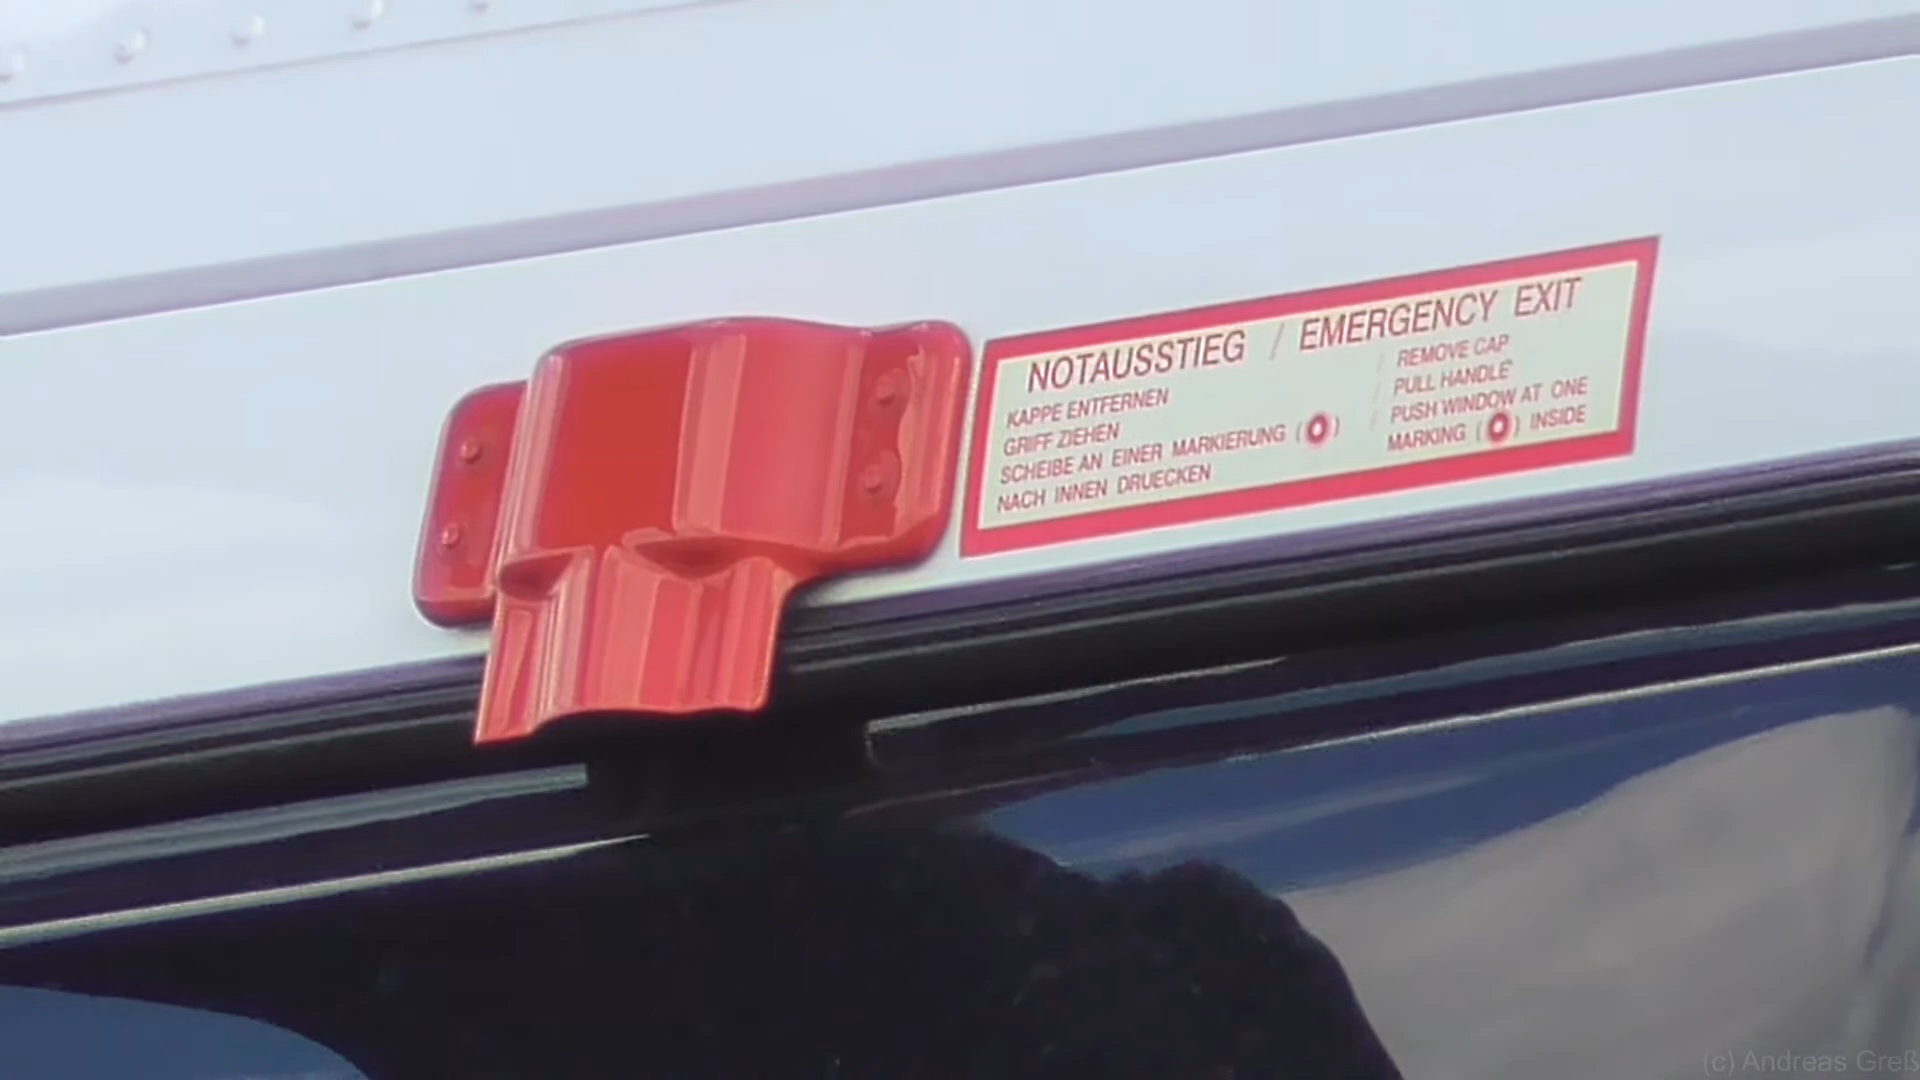 NOTAUSSTIEG / EMERGENCY EXIT
KAPPE ENTFERNEN / REMOVE CAP
GRIFF ZIEHEN / PULL HANDLE
SCHEIBE AN EINER MARKIERUNG ( ) / PUSH WINDOW AT ONE
NACH INNEN DRUECKEN MARKING ( ) INSIDE
(c) Andreas Greß